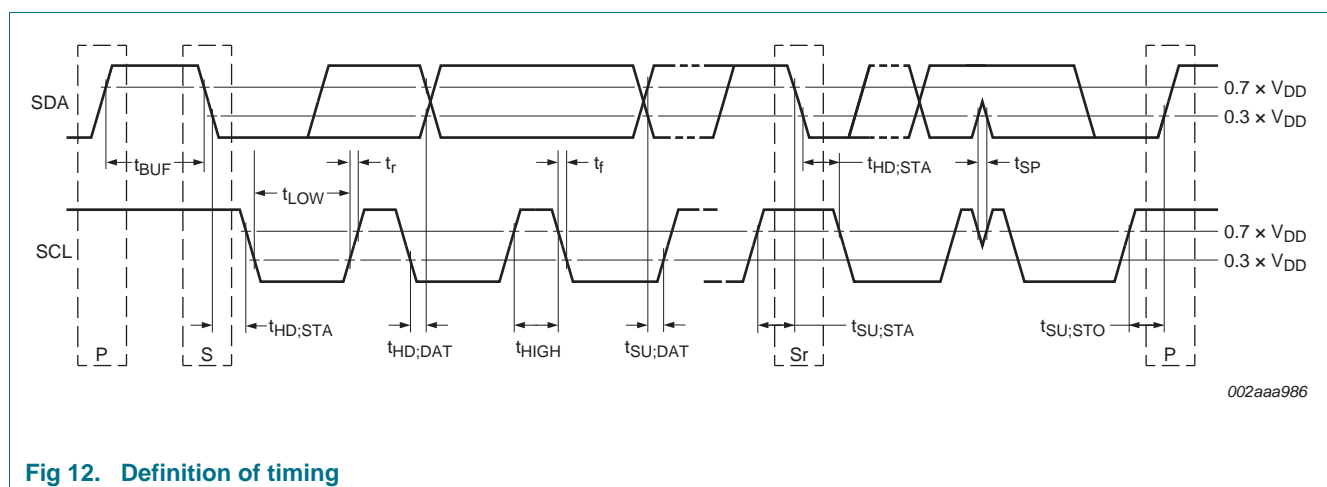 SDA
0.7 × VDD
0.3 × VDD
tBUF
tr
tf
tHD;STA
tSP
tLOW
SCL
0.7 × VDD
0.3 × VDD
tHD;STA
tHD;DAT
tHIGH
tSU;DAT
tSU;STA
tSU;STO
P
S
Sr
P
002aaa986
Fig 12. Definition of timing